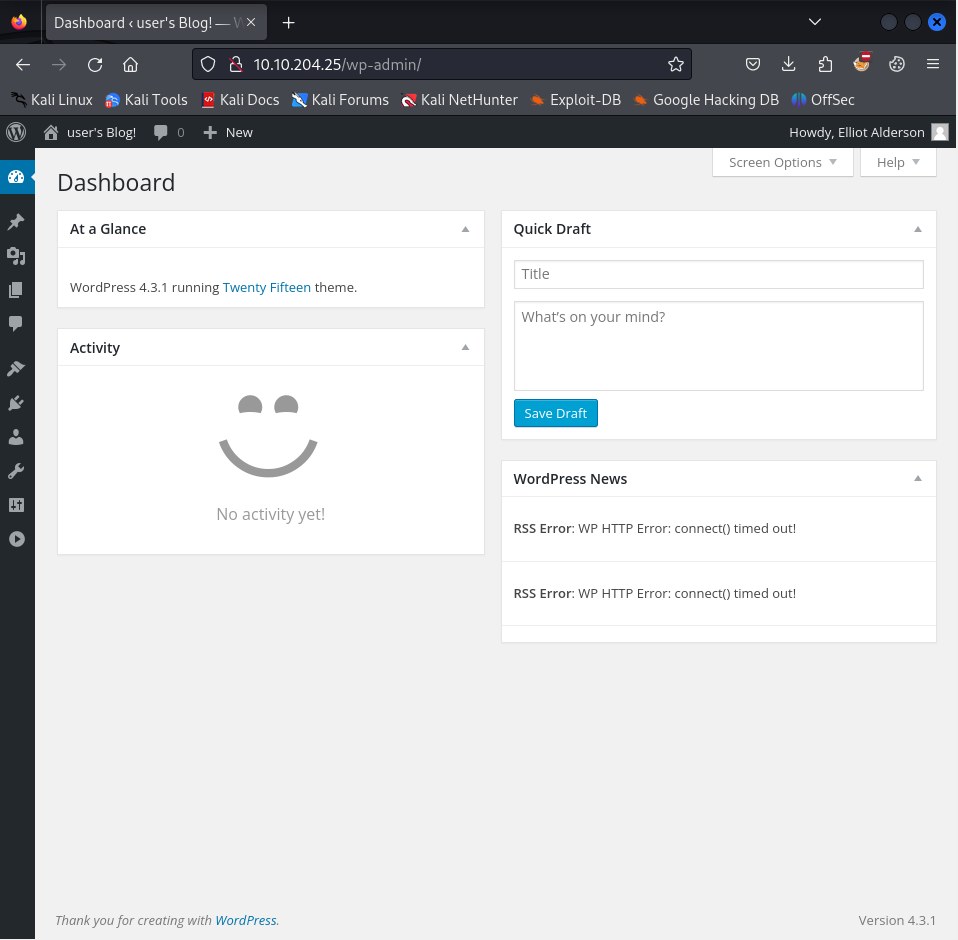 Dashboard ‹ user's Blog! — W
10.10.204.25/wp-admin/
Kali Linux Kali Tools Kali Docs Kali Forums Kali NetHunter Exploit-DB Google Hacking DB OffSec
user's Blog! 0 New Howdy, Elliot Alderson
Screen Options Help
Dashboard
At a Glance
WordPress 4.3.1 running Twenty Fifteen theme.
Activity
No activity yet!
Quick Draft
Title
What's on your mind?
Save Draft
WordPress News
RSS Error: WP HTTP Error: connect() timed out!
RSS Error: WP HTTP Error: connect() timed out!
Thank you for creating with WordPress. Version 4.3.1